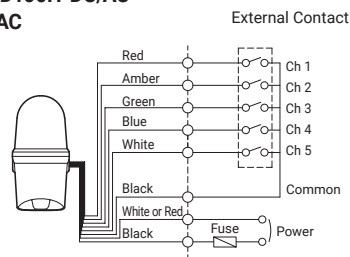 AC
External Contact
Red
Ch 1
Amber
Ch 2
Green
Ch 3
Blue
Ch 4
White
Ch 5
Black
Common
White or Red
Black
Fuse
Power